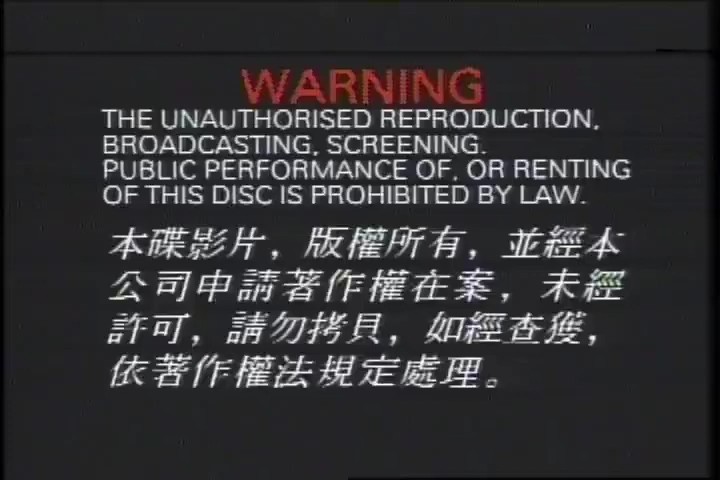 WARNING
THE UNAUTHORISED REPRODUCTION,
BROADCASTING, SCREENING.
PUBLIC PERFORMANCE OF, OR RENTING
OF THIS DISC IS PROHIBITED BY LAW.
本碟影片，版權所有，並經本
公司申請著作權在案，未經
許可，請勿拷貝，如經查獲，
依著作權法規定處理。